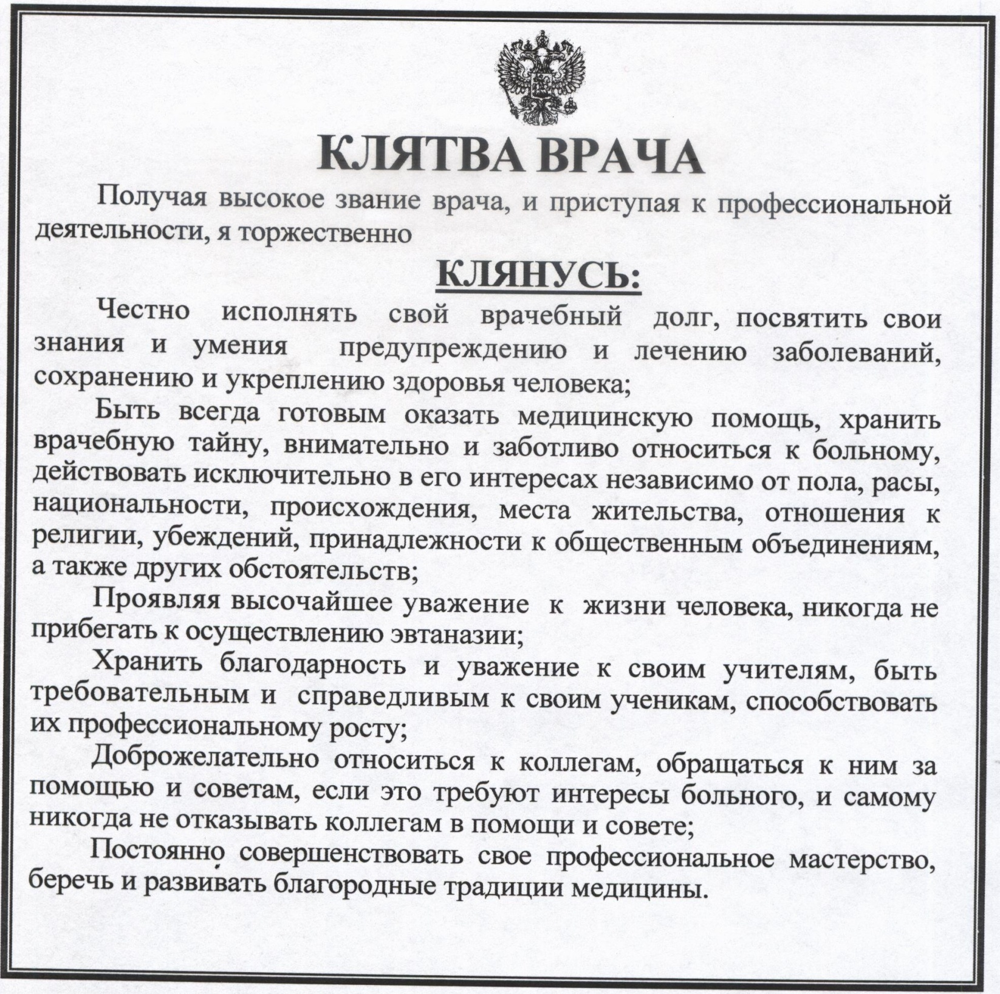 КЛЯТВА ВРАЧА
Получая высокое звание врача, и приступая к профессиональной
деятельности, я торжественно
КЛЯНУСЬ:
Честно исполнять свой врачебный долг, посвятить свои
знания и умения предупреждению и лечению заболеваний,
сохранению и укреплению здоровья человека;
Быть всегда готовым оказать медицинскую помощь, хранить
врачебную тайну, внимательно и заботливо относиться к больному,
действовать исключительно в его интересах независимо от пола, расы,
национальности, происхождения, места жительства, отношения к
религии, убеждений, принадлежности к общественным объединениям,
а также других обстоятельств;
Проявляя высочайшее уважение к жизни человека, никогда не
прибегать к осуществлению эвтаназии;
Хранить благодарность и уважение к своим учителям, быть
требовательным и справедливым к своим ученикам, способствовать
их профессиональному росту;
Доброжелательно относиться к коллегам, обращаться к ним за
помощью и советам, если это требуют интересы больного, и самому
никогда не отказывать коллегам в помощи и совете;
Постоянно совершенствовать свое профессиональное мастерство,
беречь и развивать благородные традиции медицины.